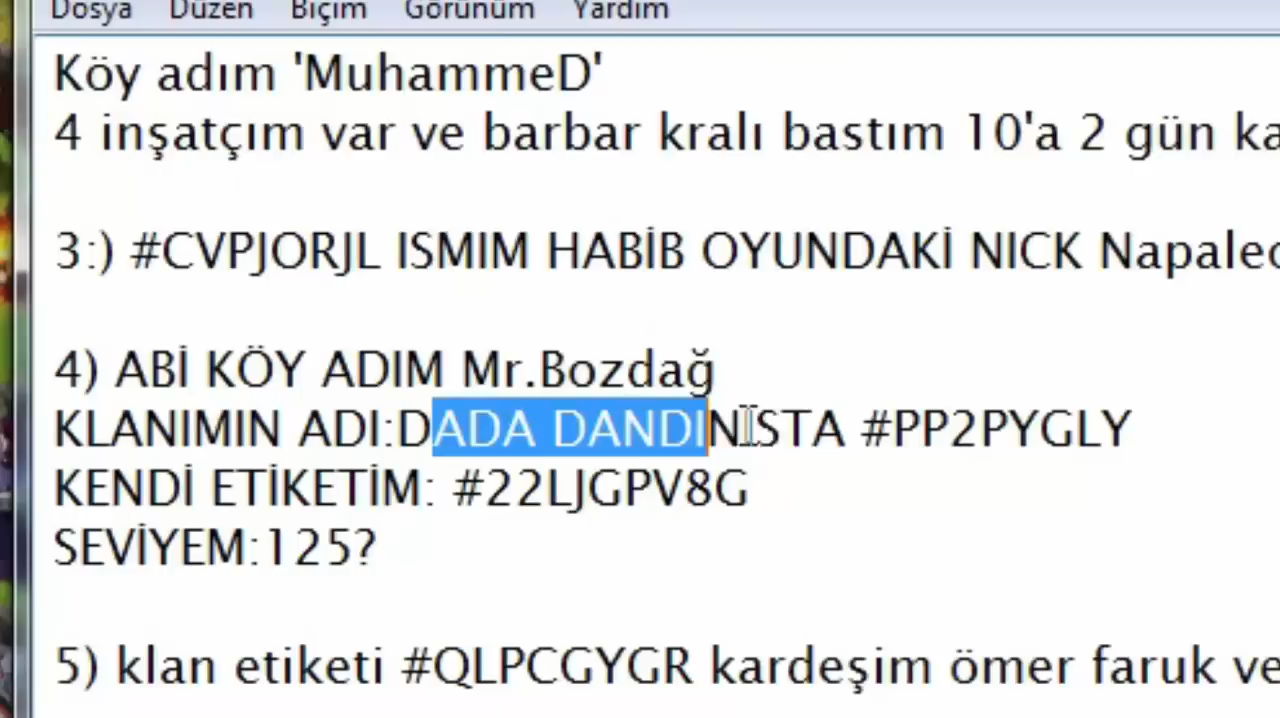 Dosya Düzen Biçim Görünüm Yardım
Köy adım 'MuhammeD'
4 inşatçım var ve barbar kralı bastım 10'a 2 gün ka
3:) #CVPJORJL ISMIM HABİB OYUNDAKİ NICK Napaleo
4) ABİ KÖY ADIM Mr.Bozdağ
KLANIMIN ADI:DADA DANDINISTA #PP2PYGLY
KENDİ ETİKETİM: #22LJGPV8G
SEVİYEM:125?
5) klan etiketi #QLPCGYGR kardeşim ömer faruk ve